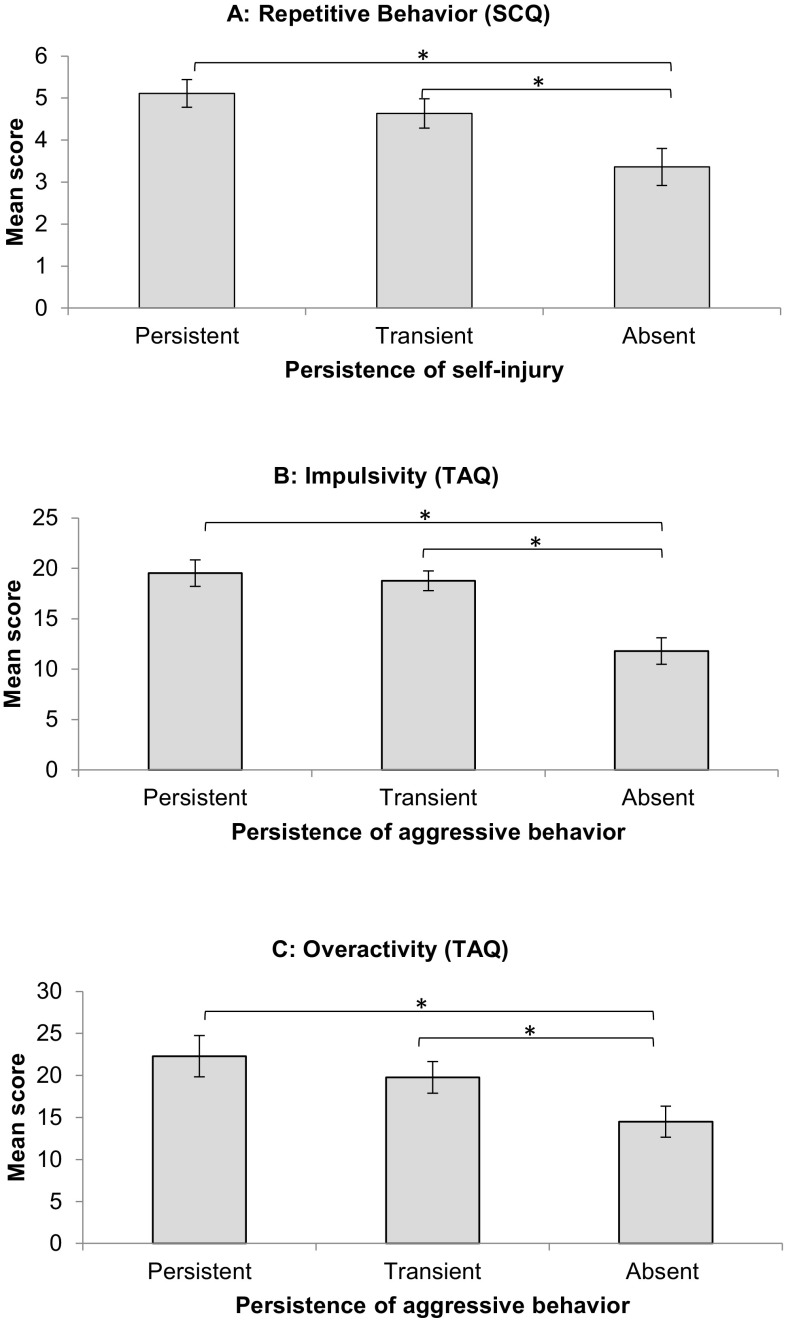 A: Repetitive Behavior (SCQ)
6
*
*
5
4
3
2
1
0
Mean score
Persistent Transient Absent
Persistence of self-injury
B: Impulsivity (TAQ)
25
*
*
20
15
10
5
0
Mean score
Persistent Transient Absent
Persistence of aggressive behavior
C: Overactivity (TAQ)
30
*
*
25
20
15
10
5
0
Mean score
Persistent Transient Absent
Persistence of aggressive behavior